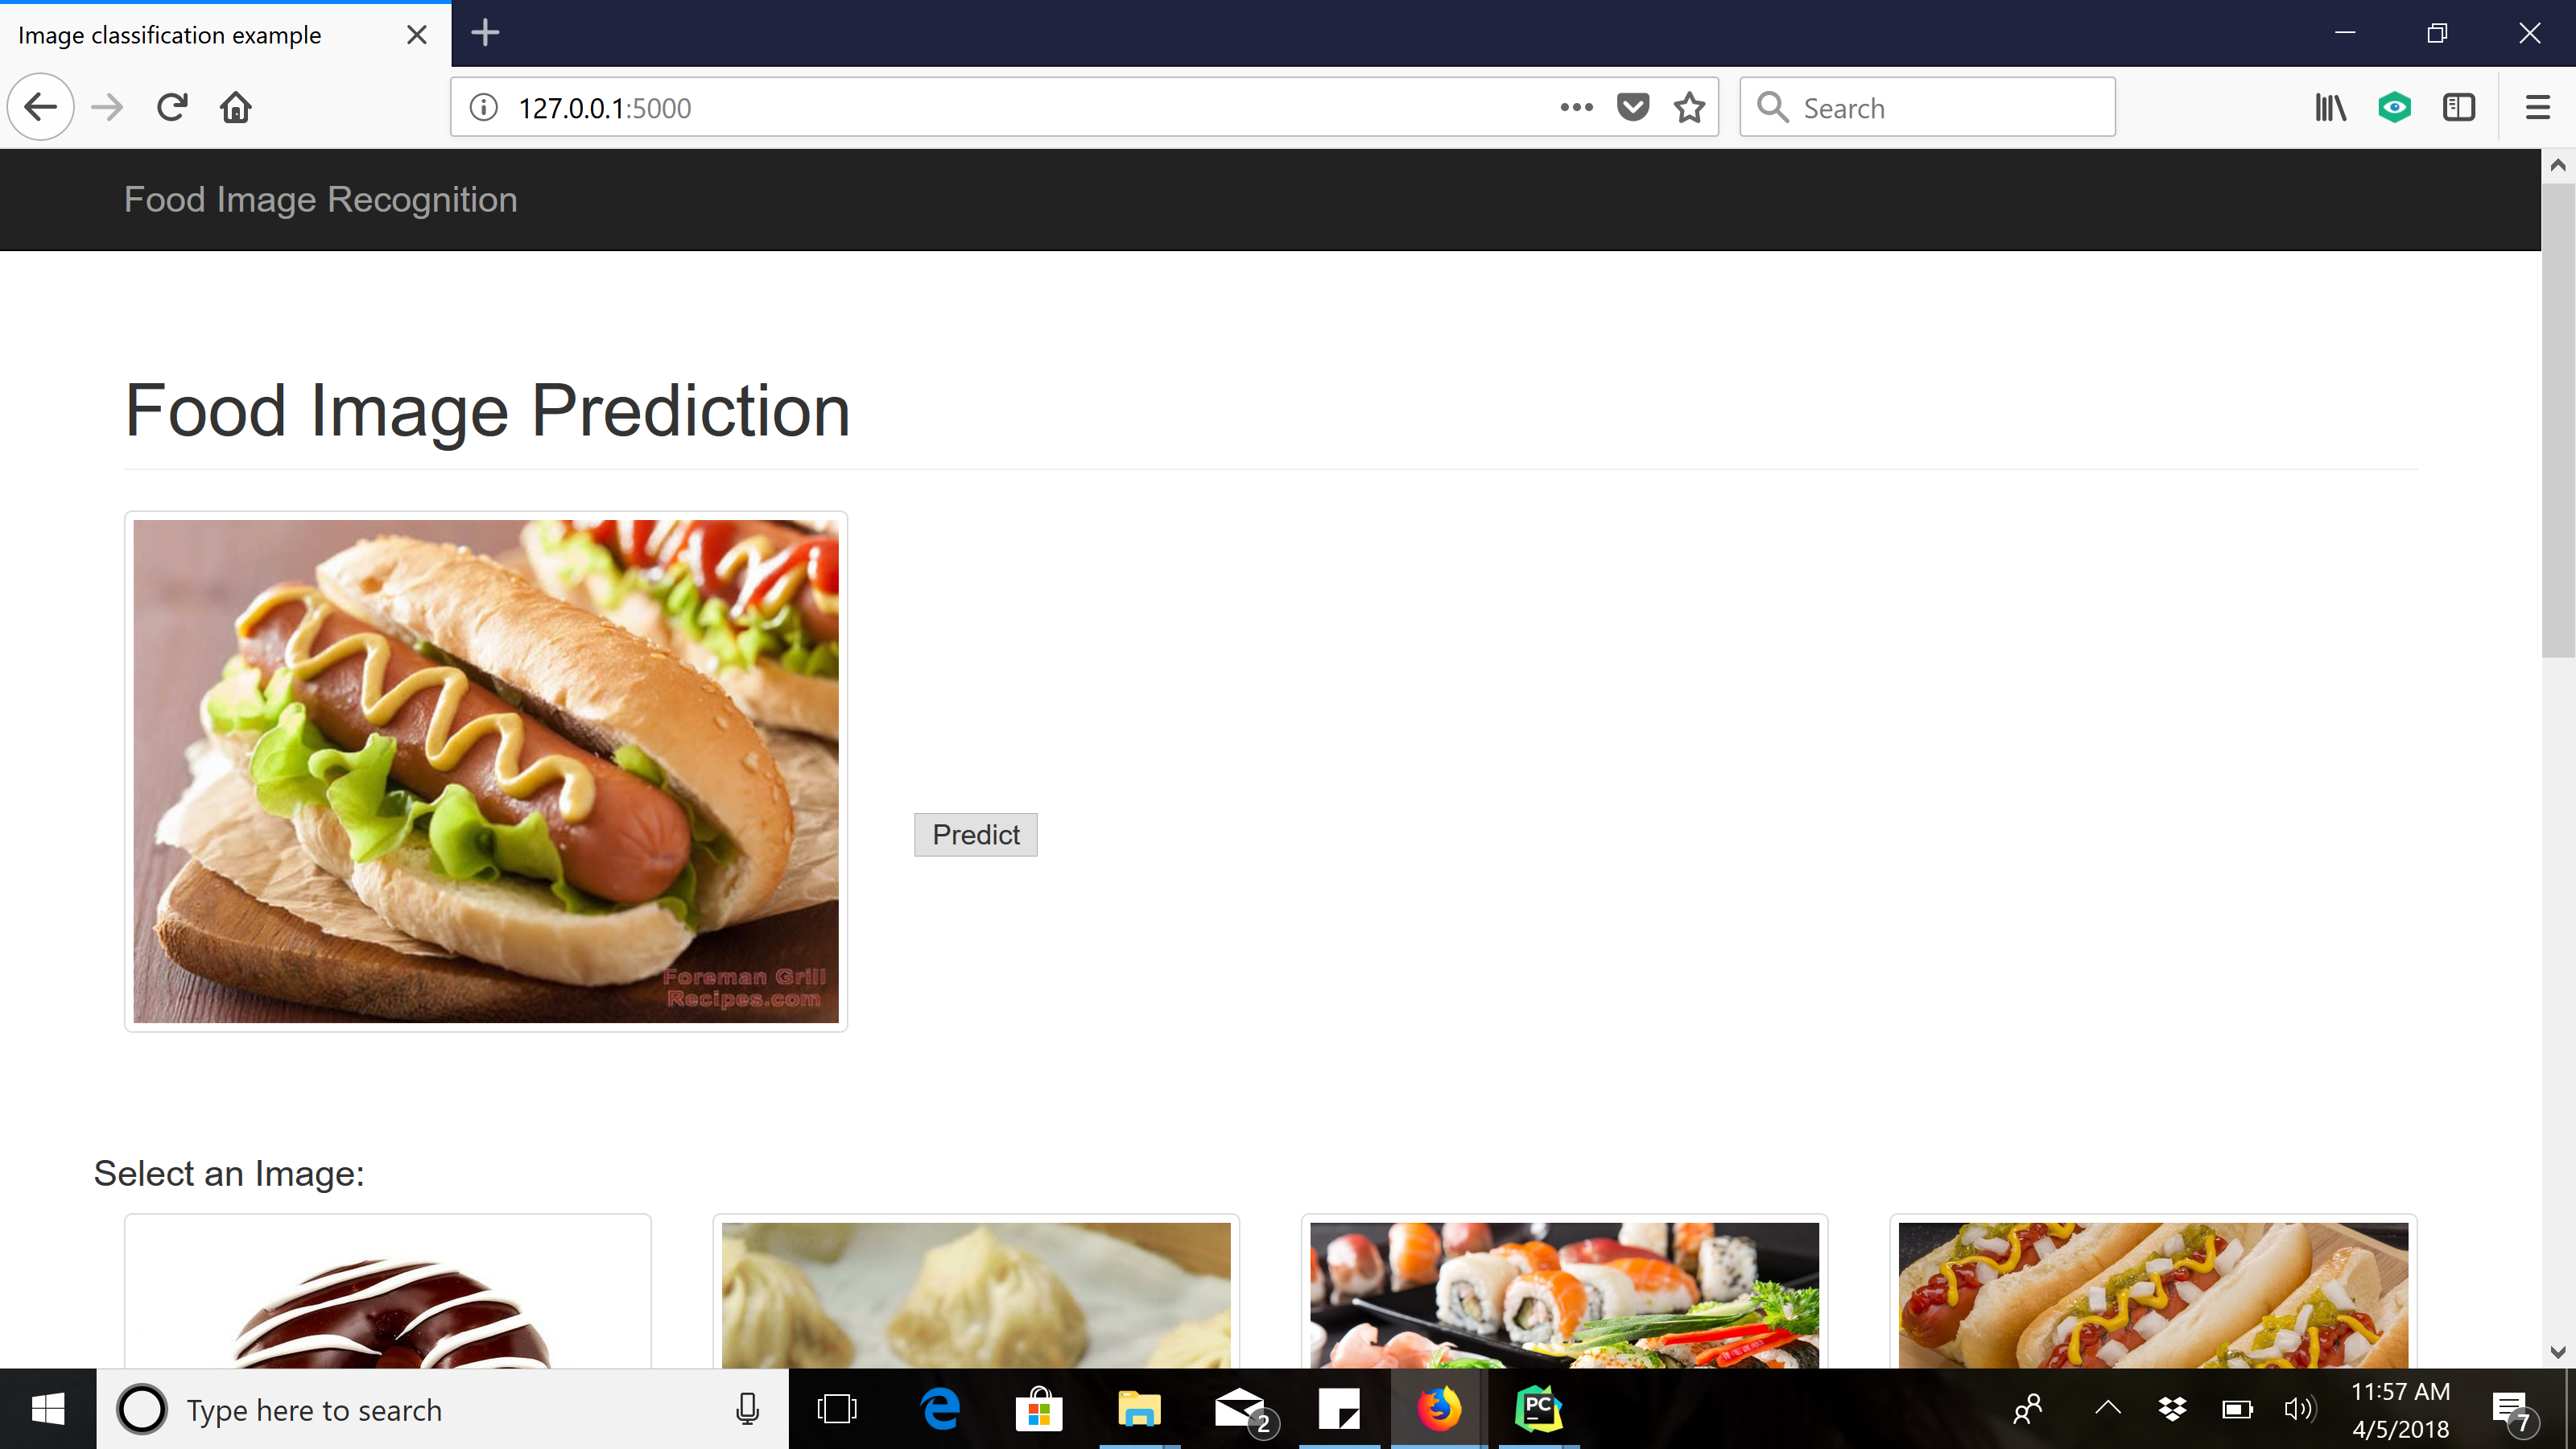 Image classification example
127.0.0.1:5000
Search
Food Image Recognition
Food Image Prediction
Foreman Grill
Recipes.com
Predict
Select an Image:
Type here to search
2
PC
11:57 AM
4/5/2018
7